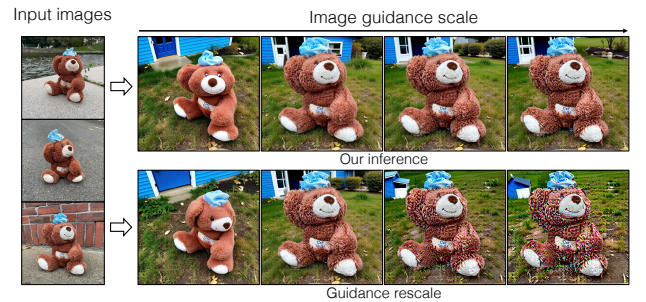 Input images
Image guidance scale
Our inference
Guidance rescale